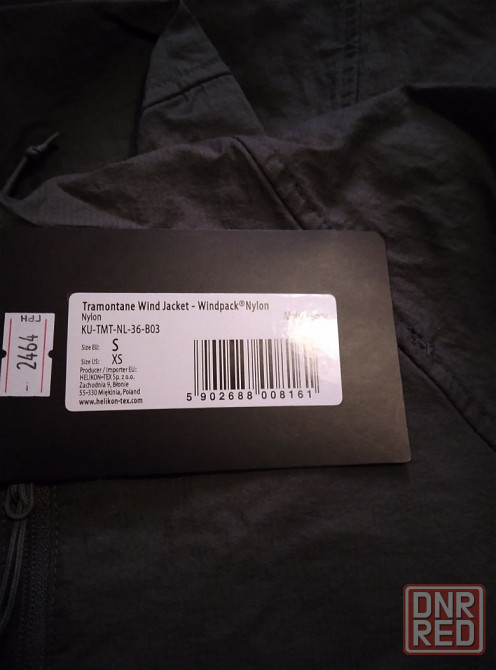 Tramontane Wind Jacket - Windpack®Nylon
Nylon
KU-TMT-NL-36-B03
Size EU: S
Size US: XS
Producer / Importer EU:
HELIKON-TEX Sp. z o.o.
Zachodnia 9, Błonie
55-330 Miękinia, Poland
www.helikon-tex.com
5 902688 008161
ГРН
2464
DNR
RED